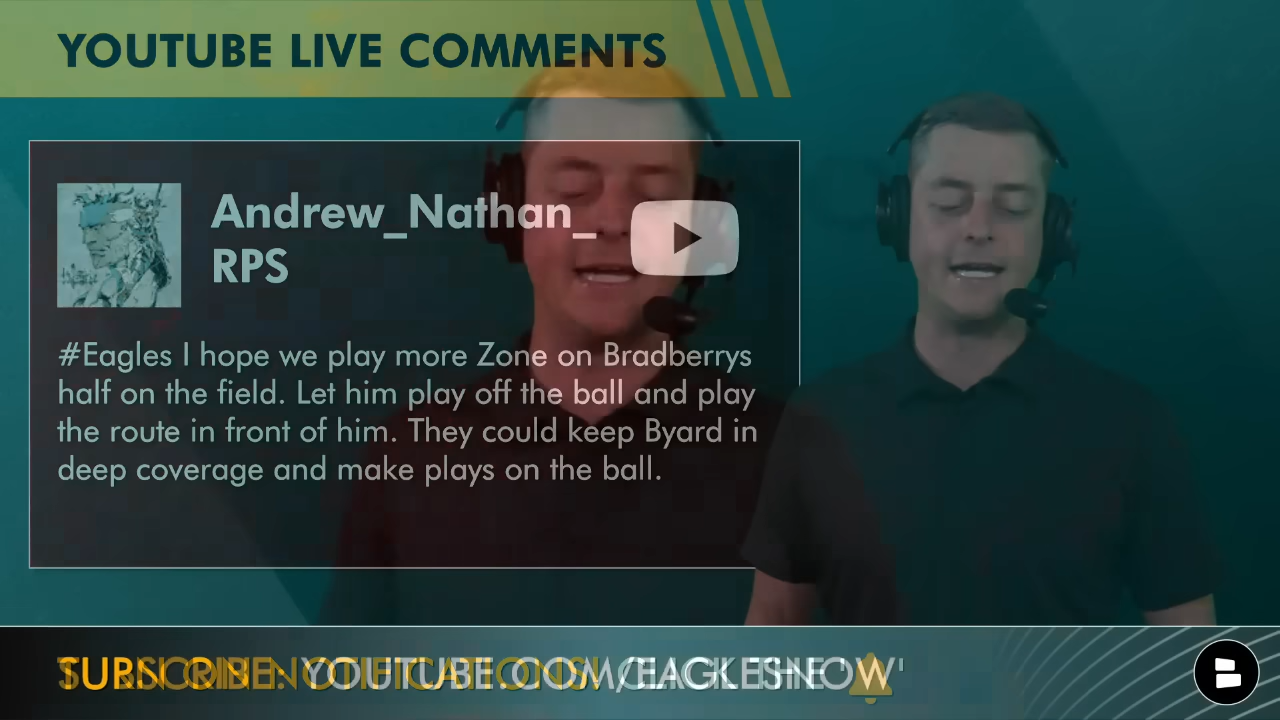 YOUTUBE LIVE COMMENTS
Andrew_Nathan_
RPS
#Eagles I hope we play more Zone on Bradberrys
half on the field. Let him play off the ball and play
the route in front of him. They could keep Byard in
deep coverage and make plays on the ball.